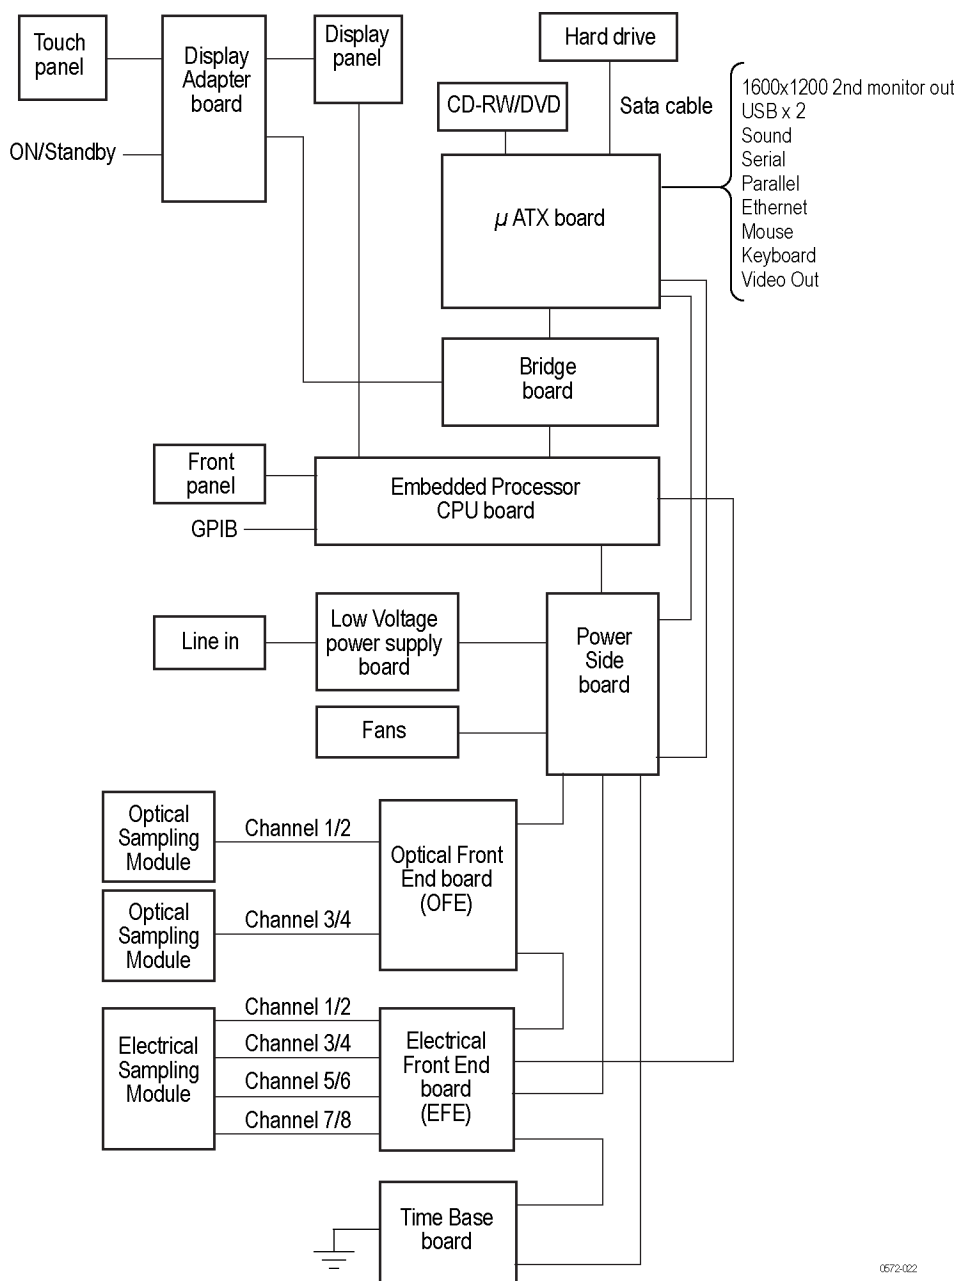 Touch
panel
Display
Adapter
board
Display
panel
Hard drive
CD-RW/DVD
Sata cable
1600x1200 2nd monitor out
USB x 2
Sound
Serial
Parallel
Ethernet
Mouse
Keyboard
Video Out
ON/Standby
µ ATX board
Bridge
board
Front
panel
GPIB
Embedded Processor
CPU board
Line in
Low Voltage
power supply
board
Power
Side
board
Fans
Optical
Sampling
Module
Channel 1/2
Optical Front
End board
(OFE)
Optical
Sampling
Module
Channel 3/4
Electrical
Sampling
Module
Channel 1/2
Channel 3/4
Channel 5/6
Channel 7/8
Electrical
Front End
board
(EFE)
Time Base
board
0572-022